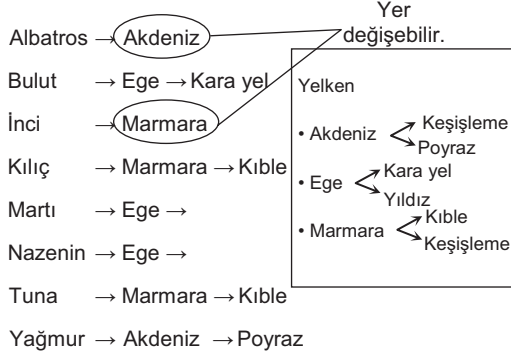 Albatros → Akdeniz
Bulut → Ege → Kara yel
İnci → Marmara
Kılıç → Marmara → Kıble
Martı → Ege →
Nazenin → Ege →
Tuna → Marmara → Kıble
Yağmur → Akdeniz → Poyraz
Yer
değişebilir.
Yelken
• Akdeniz
Keşişleme
Poyraz
• Ege
Kara yel
Yıldız
• Marmara
Kıble
Keşişleme